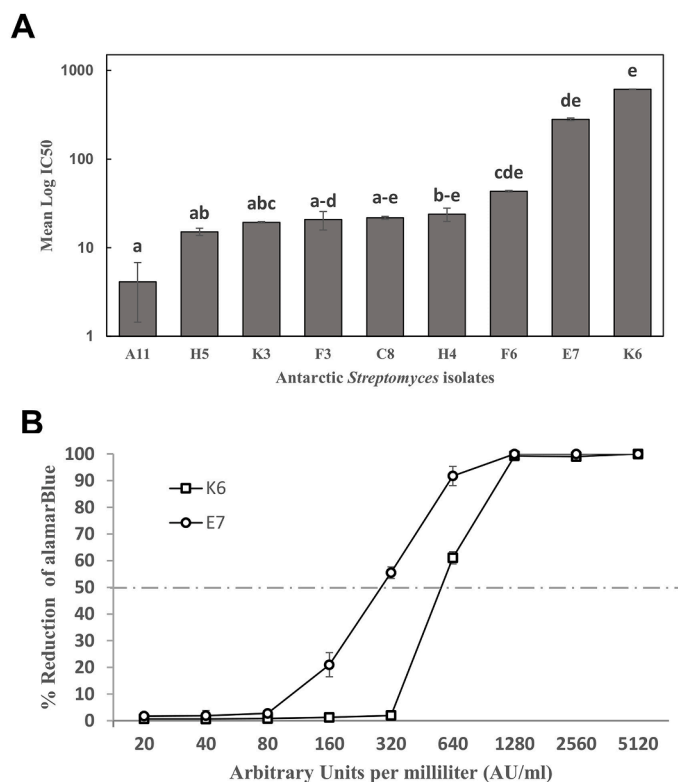 A
Mean Log IC50
1000
100
10
1
a
ab
abc
a-d
a-e
b-e
cde
de
e
A11 H5 K3 F3 C8 H4 F6 E7 K6
Antarctic Streptomyces isolates
B
% Reduction of alamarBlue
100
90
80
70
60
50
40
30
20
10
0
K6
E7
20 40 80 160 320 640 1280 2560 5120
Arbitrary Units per milliliter (AU/ml)